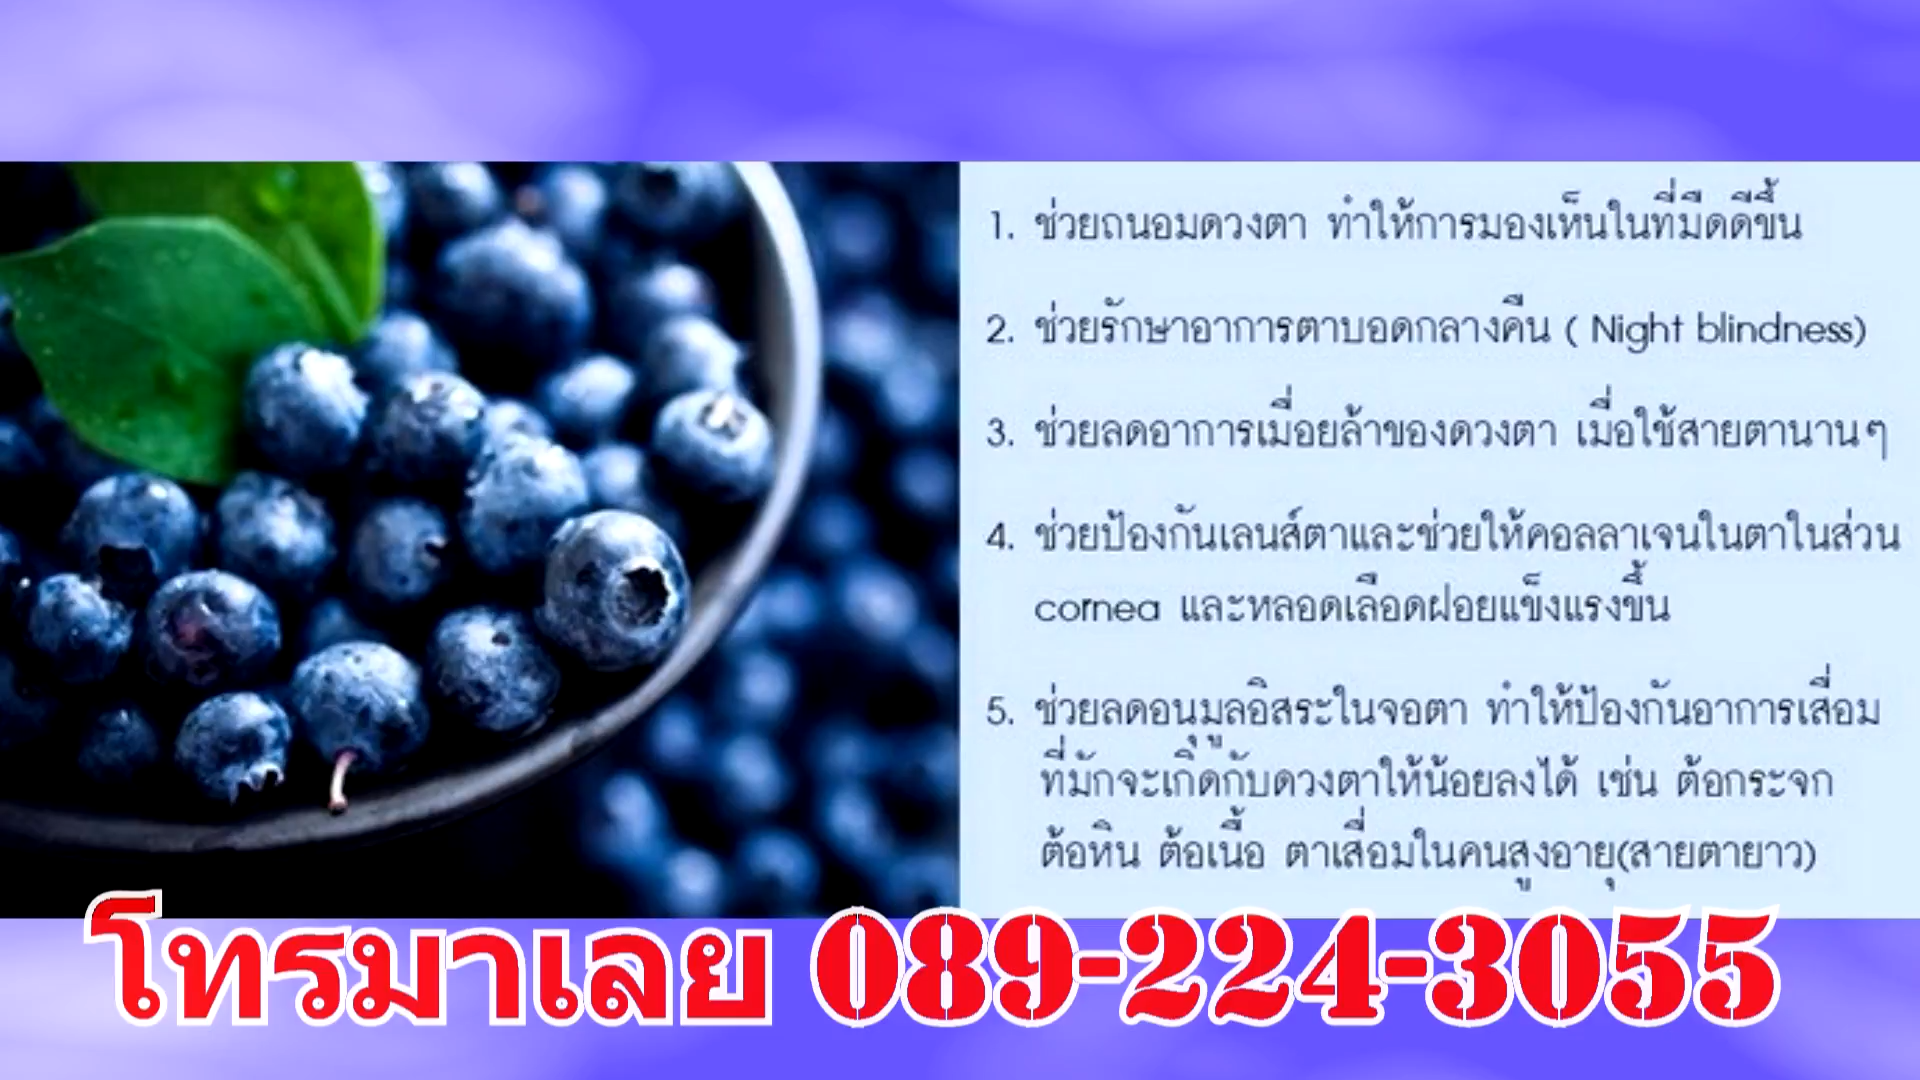 1. ช่วยถนอมดวงตา ทำให้การมองเห็นในที่มืดดีขึ้น
2. ช่วยรักษาอาการตาบอดกลางคืน ( Night blindness)
3. ช่วยลดอาการเมื่อยล้าของดวงตา เมื่อใช้สายตานานๆ
4. ช่วยป้องกันเลนส์ตาและช่วยให้คอลลาเจนในตาในส่วน
cornea และหลอดเลือดฝอยแข็งแรงขึ้น
5. ช่วยลดอนุมูลอิสระในจอตา ทำให้ป้องกันอาการเสื่อม
ที่มักจะเกิดกับดวงตาให้น้อยลงได้ เช่น ต้อกระจก
ต้อหิน ต้อเนื้อ ตาเสื่อมในคนสูงอายุ(สายตายาว)
โทรมาเลย 089-224-3055